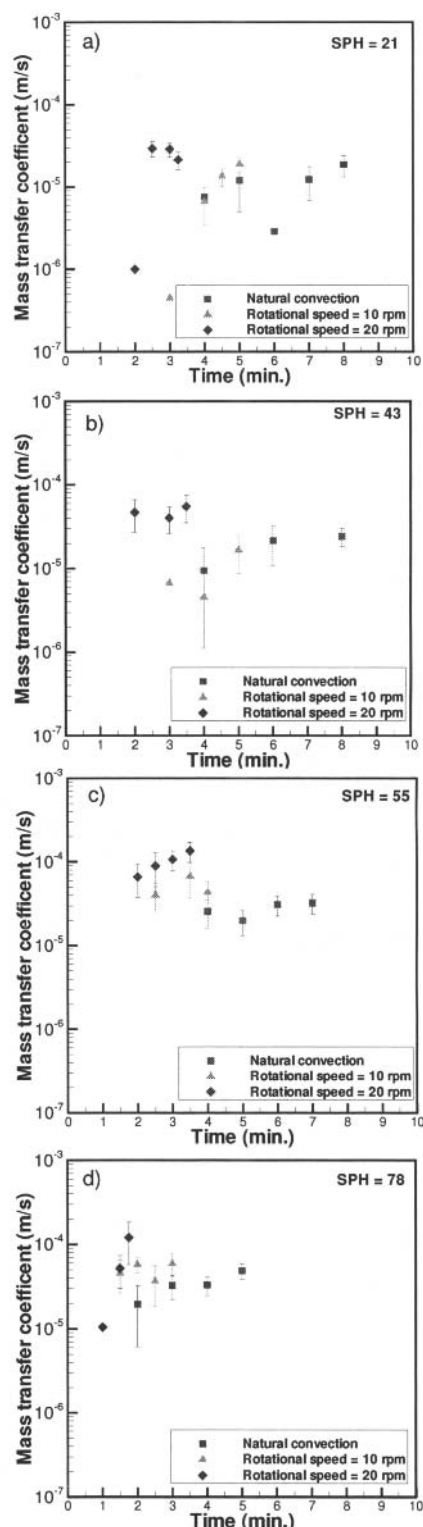 a)
SPH = 21
Mass transfer coefficent (m/s)
10-3
10-4
10-5
10-6
10-7
Natural convection
Rotational speed = 10 rpm
Rotational speed = 20 rpm
0 1 2 3 4 5 6 7 8 9 10
Time (min.)
b)
SPH = 43
Mass transfer coefficent (m/s)
10-3
10-4
10-5
10-6
10-7
Natural convection
Rotational speed = 10 rpm
Rotational speed = 20 rpm
0 1 2 3 4 5 6 7 8 9 10
Time (min.)
c)
SPH = 55
Mass transfer coefficent (m/s)
10-3
10-4
10-5
10-6
10-7
Natural convection
Rotational speed = 10 rpm
Rotational speed = 20 rpm
0 1 2 3 4 5 6 7 8 9 10
Time (min.)
d)
SPH = 78
Mass transfer coefficent (m/s)
10-3
10-4
10-5
10-6
10-7
Natural convection
Rotational speed = 10 rpm
Rotational speed = 20 rpm
0 1 2 3 4 5 6 7 8 9 10
Time (min.)